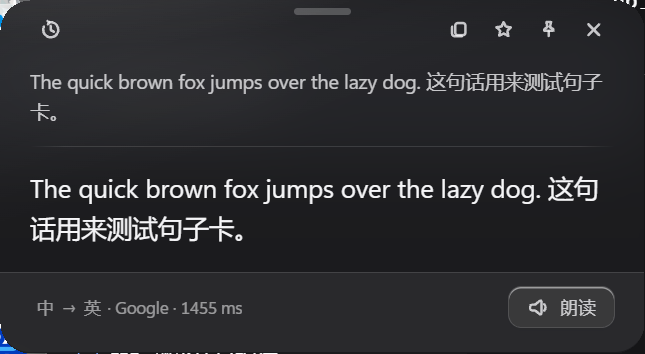 The quick brown fox jumps over the lazy dog. 这句话用来测试句子
卡。
The quick brown fox jumps over the lazy dog. 这句
话用来测试句子卡。
中 → 英 · Google · 1455 ms
朗读